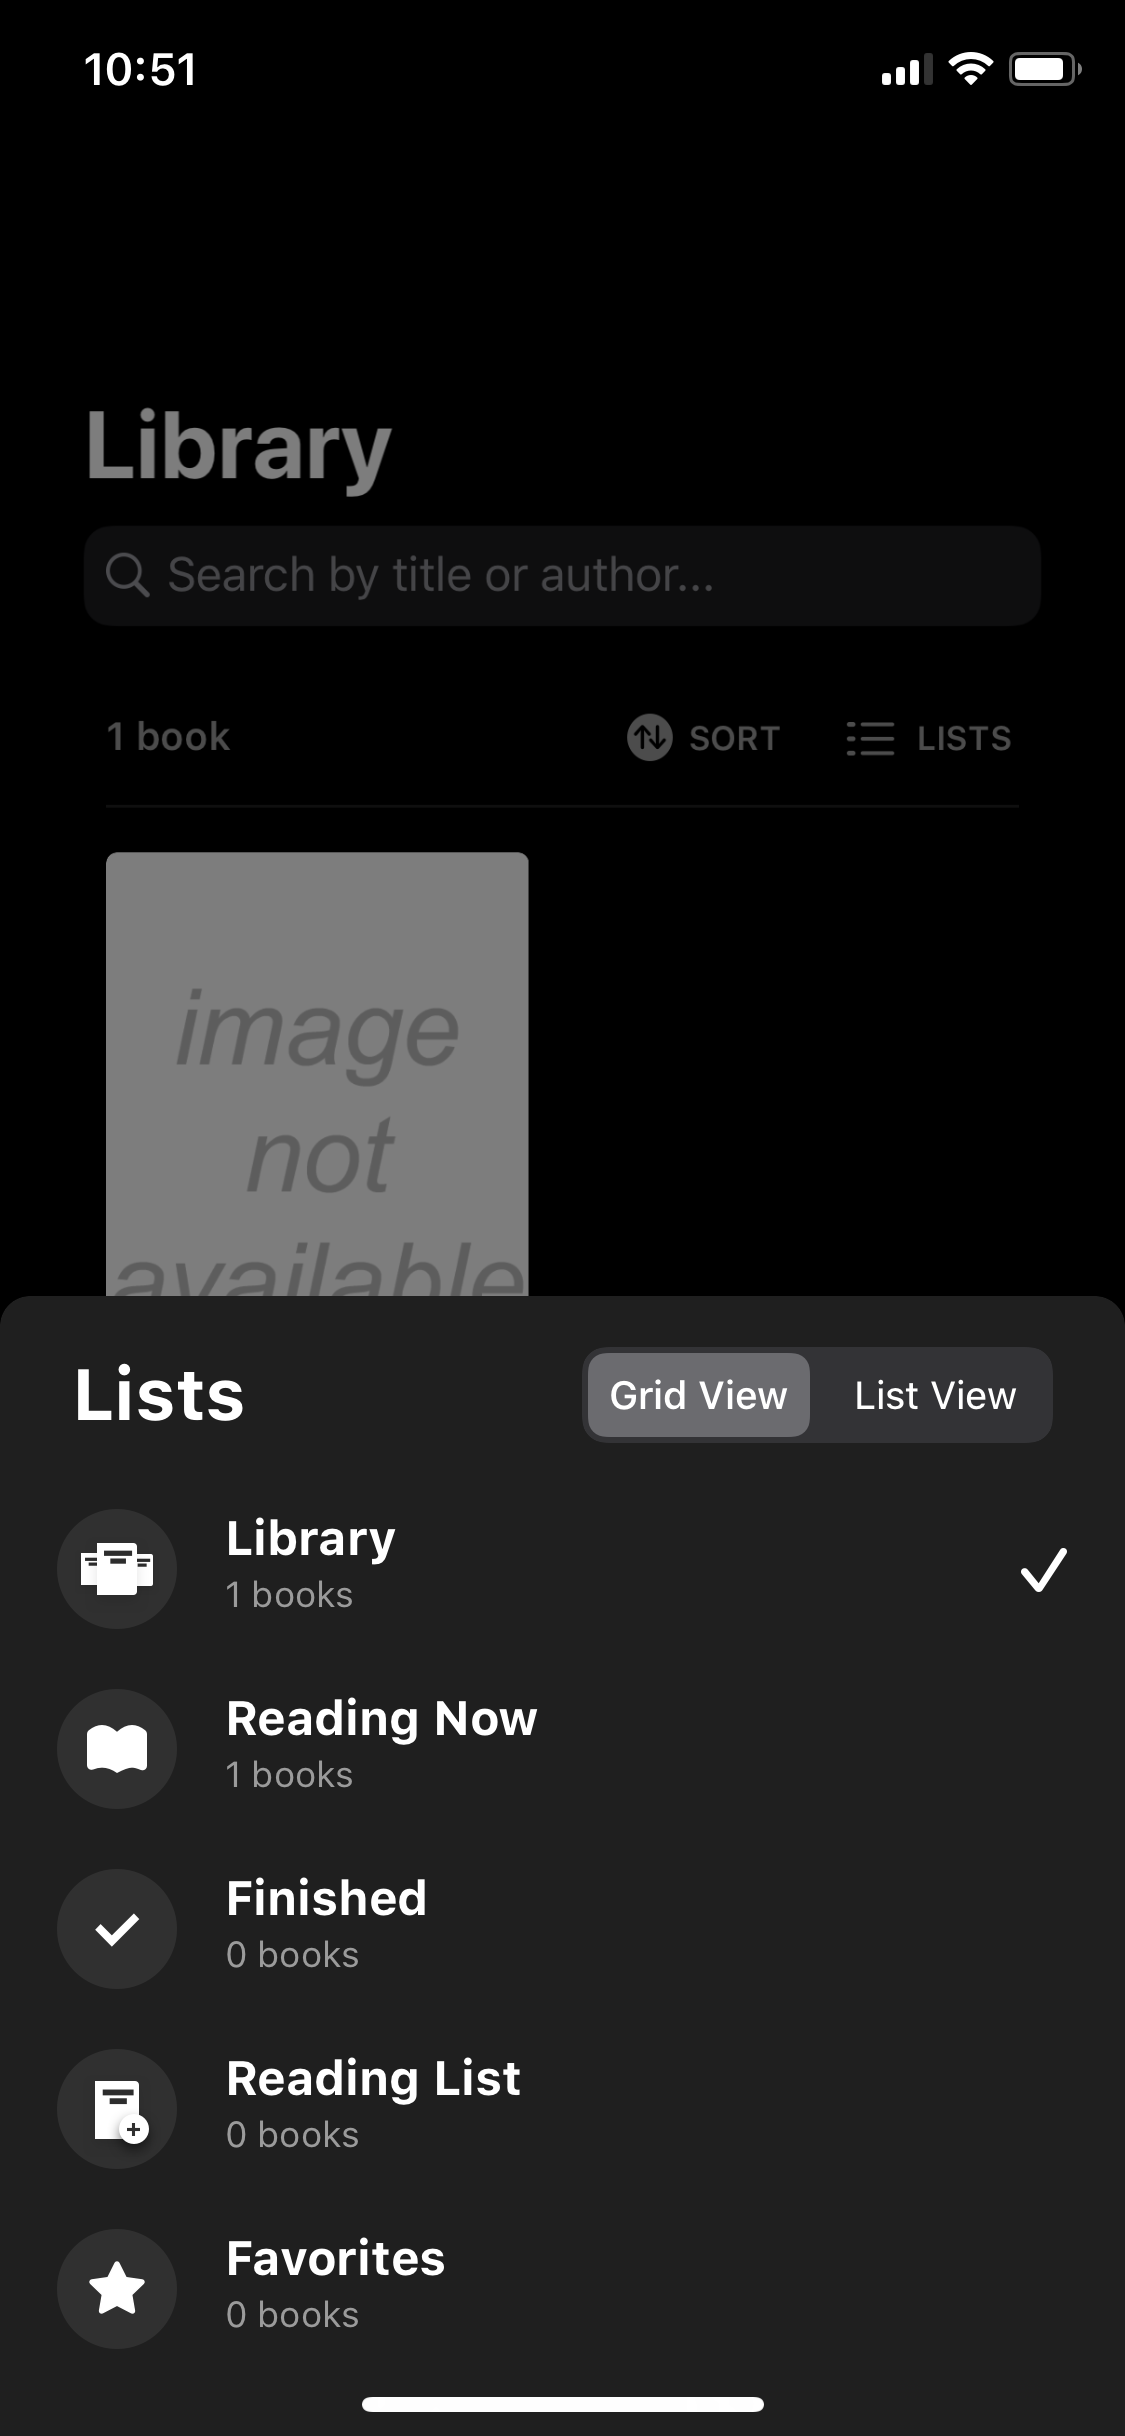 10:51
Library
Search by title or author...
1 book
SORT
LISTS
image
not
available
Lists
Grid View
List View
Library
1 books
Reading Now
1 books
Finished
0 books
Reading List
0 books
Favorites
0 books